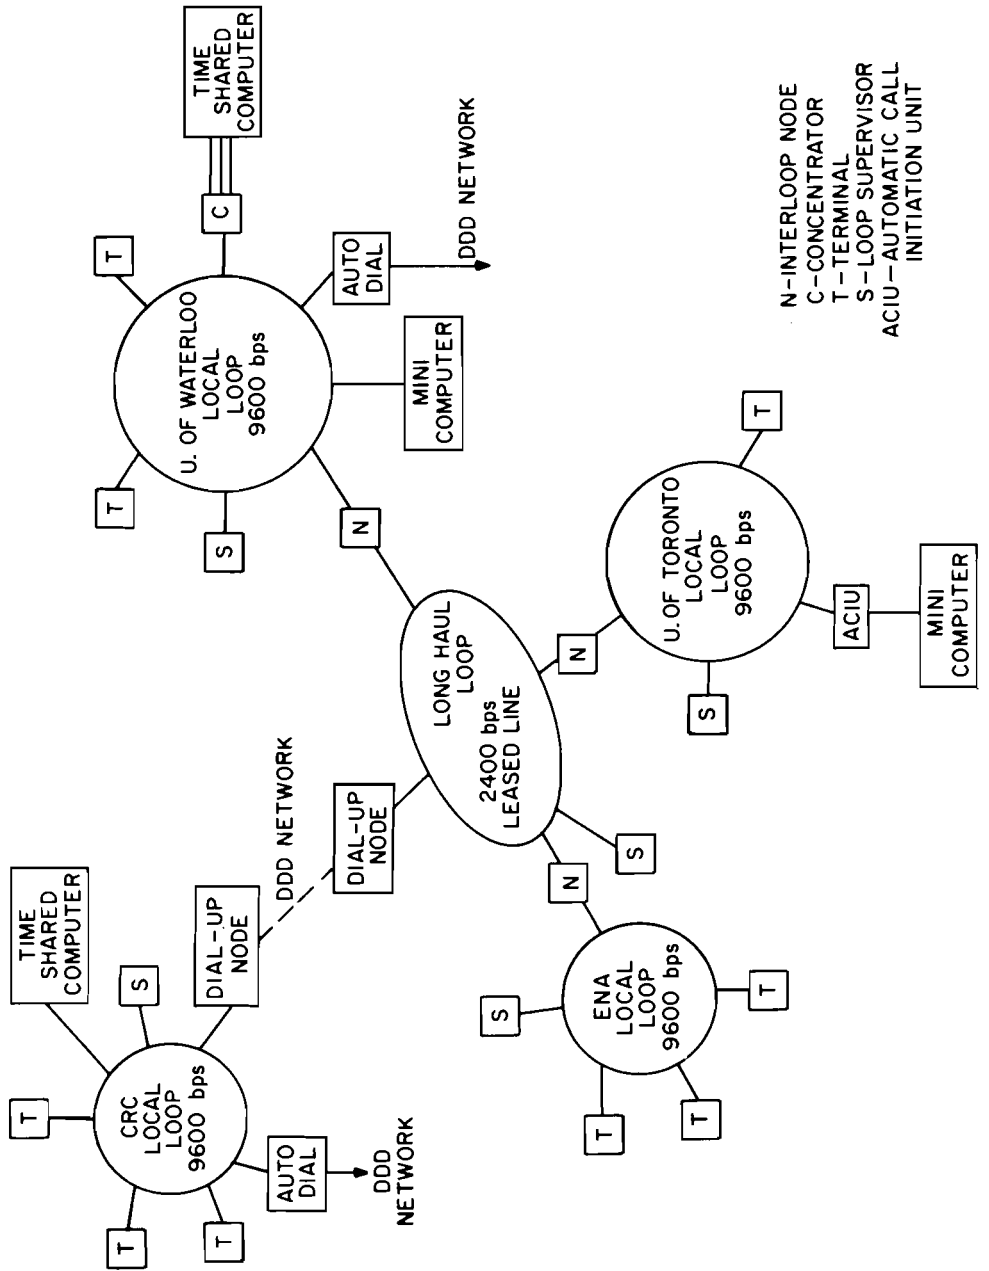 TIME
SHARED
COMPUTER
S
DIAL-UP
NODE
T
CRC
LOCAL
LOOP
9600 bps
T
T
AUTO
DIAL
DDD
NETWORK
DDD NETWORK
DIAL-UP
NODE
LONG HAUL
LOOP
2400 bps
LEASED LINE
S
N
S
ENA
LOCAL
LOOP
9600 bps
T
T
T
T
T
S
U. OF WATERLOO
LOCAL
LOOP
9600 bps
C
TIME
SHARED
COMPUTER
AUTO
DIAL
DDD NETWORK
MINI
COMPUTER
N
N
U. OF TORONTO
LOCAL
LOOP
9600 bps
T
S
ACIU
MINI
COMPUTER
N-INTERLOOP NODE
C-CONCENTRATOR
T-TERMINAL
S-LOOP SUPERVISOR
ACIU-AUTOMATIC CALL
INITIATION UNIT